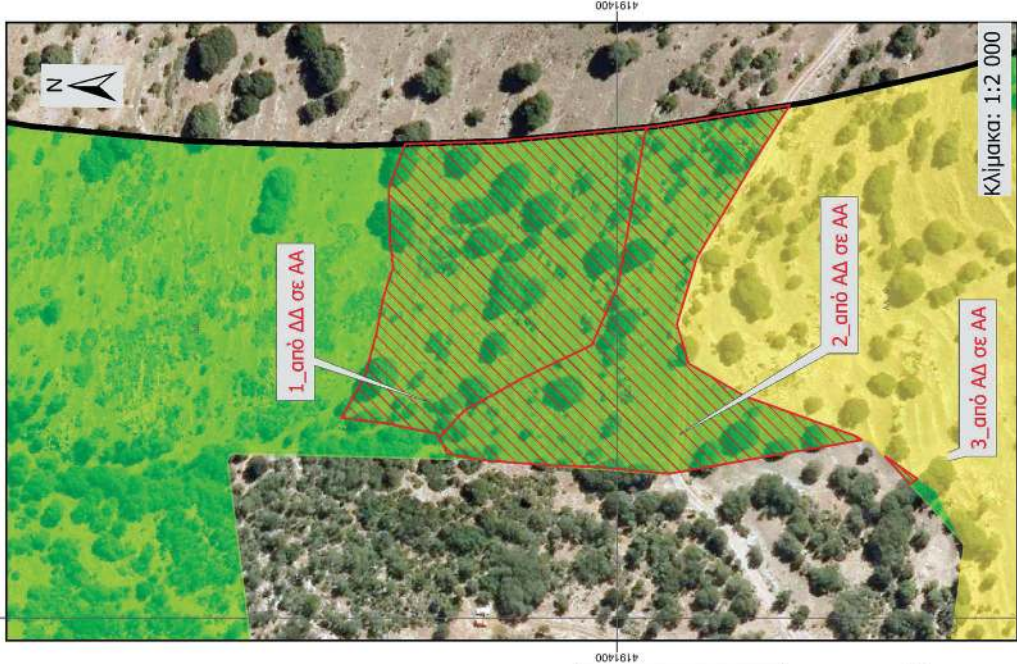 4191400
N
1_από ΔΔ σε ΑΑ
2_από ΑΔ σε ΑΑ
3_από ΑΔ σε ΑΑ
Κλίμακα: 1:2 000
4191400